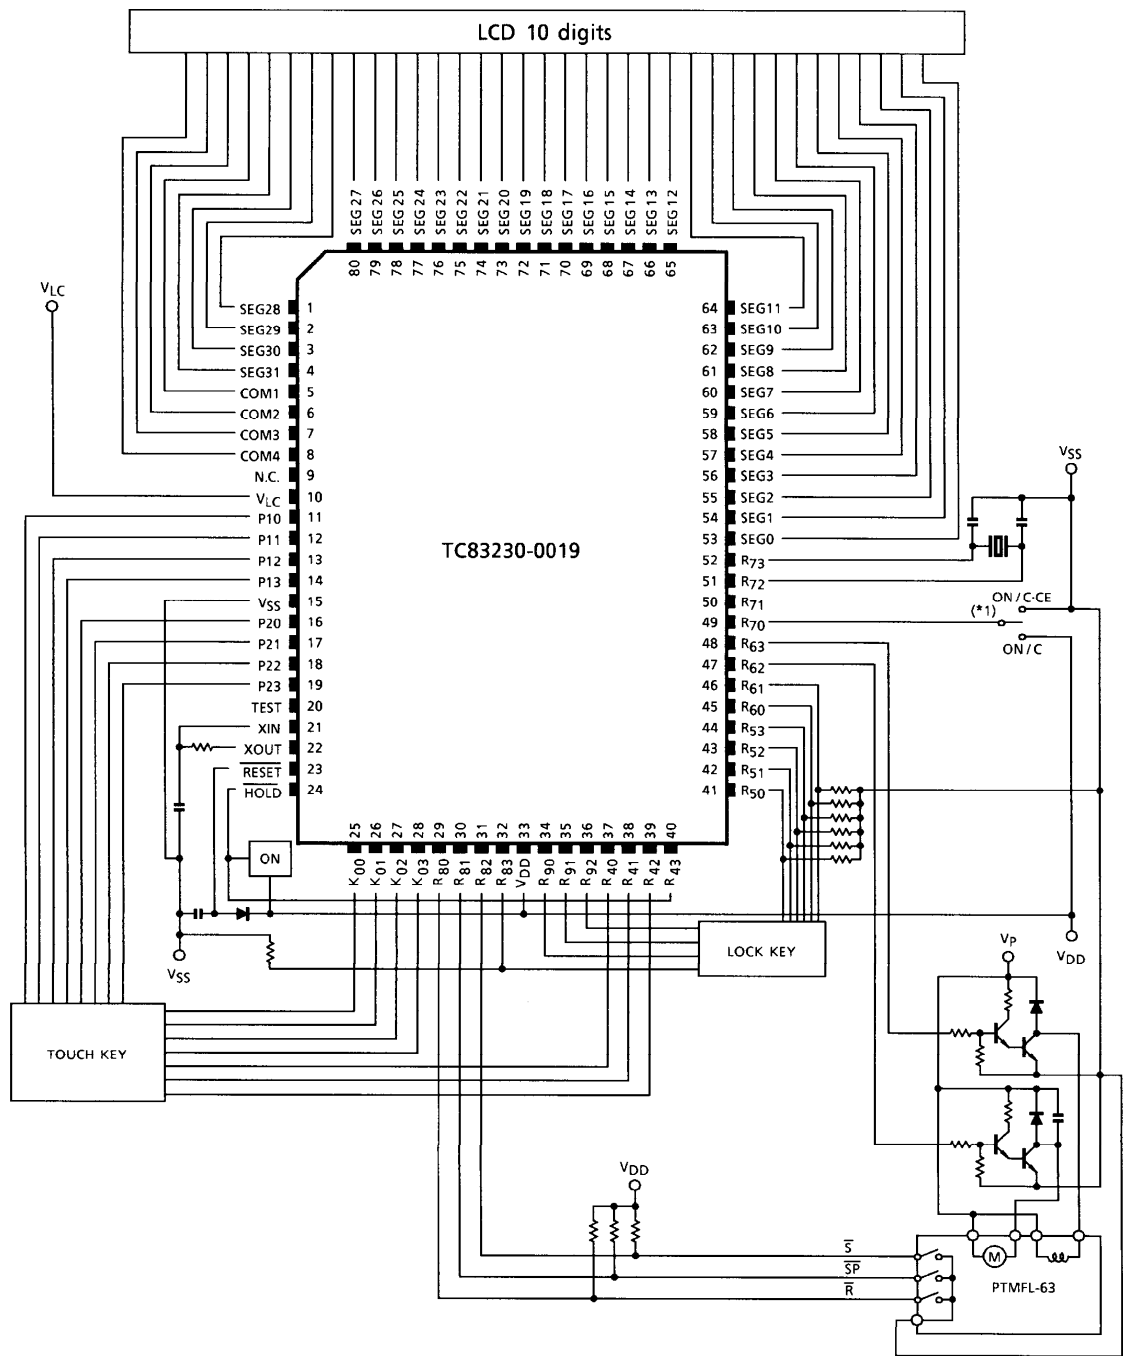 LCD 10 digits
SEG27 SEG26 SEG25 SEG24 SEG23 SEG22 SEG21 SEG20 SEG19 SEG18 SEG17 SEG16 SEG15 SEG14 SEG13 SEG12
80 79 78 77 76 75 74 73 72 71 70 69 68 67 66 65
VLC
SEG28 1 64 SEG11
SEG29 2 63 SEG10
SEG30 3 62 SEG9
SEG31 4 61 SEG8
COM1 5 60 SEG7
COM2 6 59 SEG6
COM3 7 58 SEG5
COM4 8 57 SEG4
VSS
N.C. 9 56 SEG3
VLC 10 55 SEG2
P10 11 54 SEG1
P11 12 53 SEG0
TC83230-0019
P12 13 52 R73
P13 14 51 R72
VSS 15 50 R71
ON/C·CE
(*1)
P20 16 49 R70
P21 17 48 R63
ON/C
P22 18 47 R62
P23 19 46 R61
TEST 20 45 R60
XIN 21 44 R53
XOUT 22 43 R52
RESET 23 42 R51
HOLD 24 41 R50
25 26 27 28 29 30 31 32 33 34 35 36 37 38 39 40
K00 K01 K02 K03 R80 R81 R82 R83 VDD R90 R91 R92 R40 R41 R42 R43
ON
LOCK KEY
VP
VDD
VSS
TOUCH KEY
VDD
S
SP
R
M
PTMFL-63